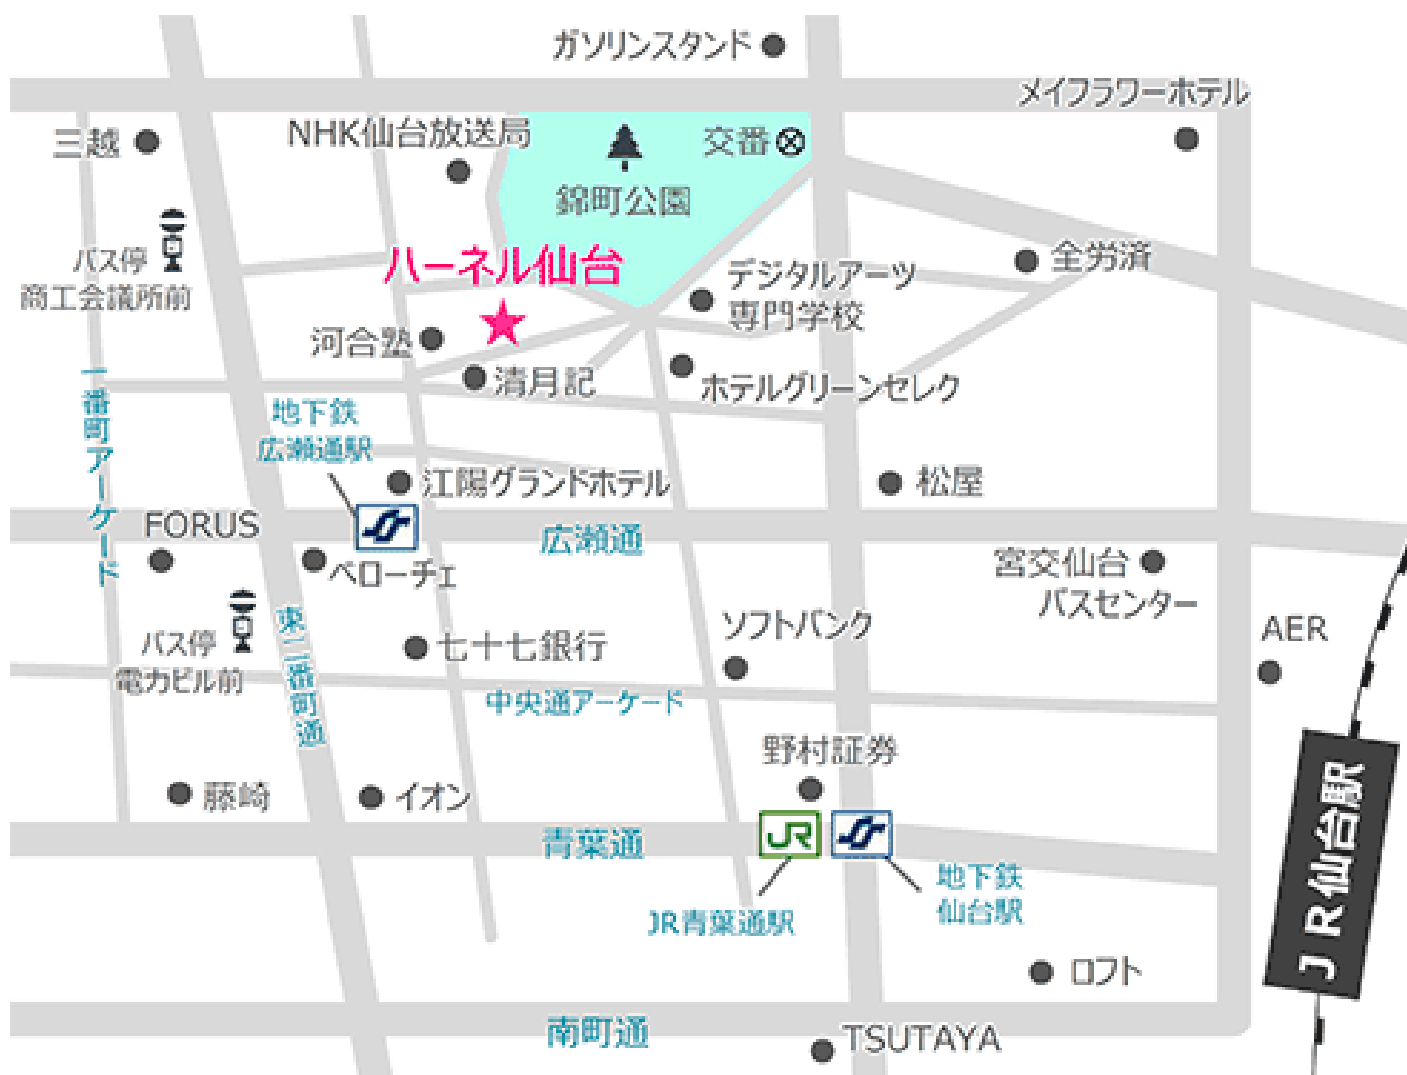 ガソリンスタンド
メイフラワーホテル
三越
NHK仙台放送局
交番
錦町公園
バス停
商工会議所前
ハーネル仙台
デジタルアーツ
専門学校
全労済
河合塾
清月記
ホテルグリーンセレク
一番町アーケード
地下鉄
広瀬通駅
江陽グランドホテル
松屋
FORUS
広瀬通
ベローチェ
宮交仙台
バスセンター
東二番町通
バス停
電力ビル前
七十七銀行
ソフトバンク
AER
中央通アーケード
野村証券
藤崎
イオン
青葉通
JR
地下鉄
仙台駅
JR青葉通駅
JR仙台駅
ロフト
南町通
TSUTAYA